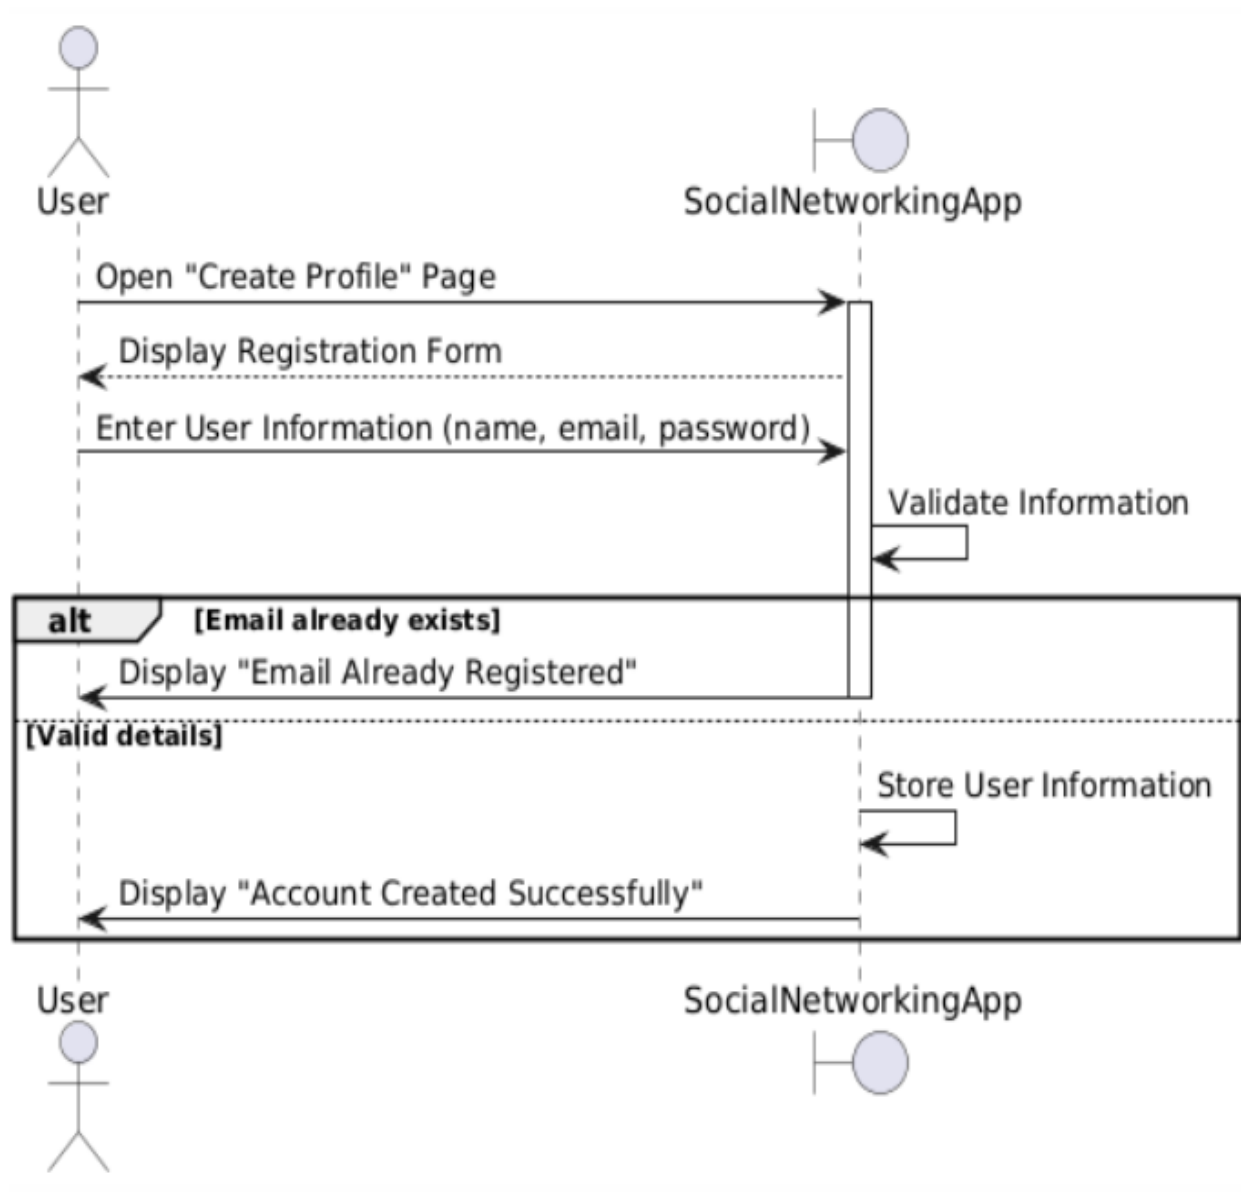 User
SocialNetworkingApp
Open "Create Profile" Page
Display Registration Form
Enter User Information (name, email, password)
Validate Information
alt [Email already exists]
Display "Email Already Registered"
[Valid details]
Store User Information
Display "Account Created Successfully"
User
SocialNetworkingApp